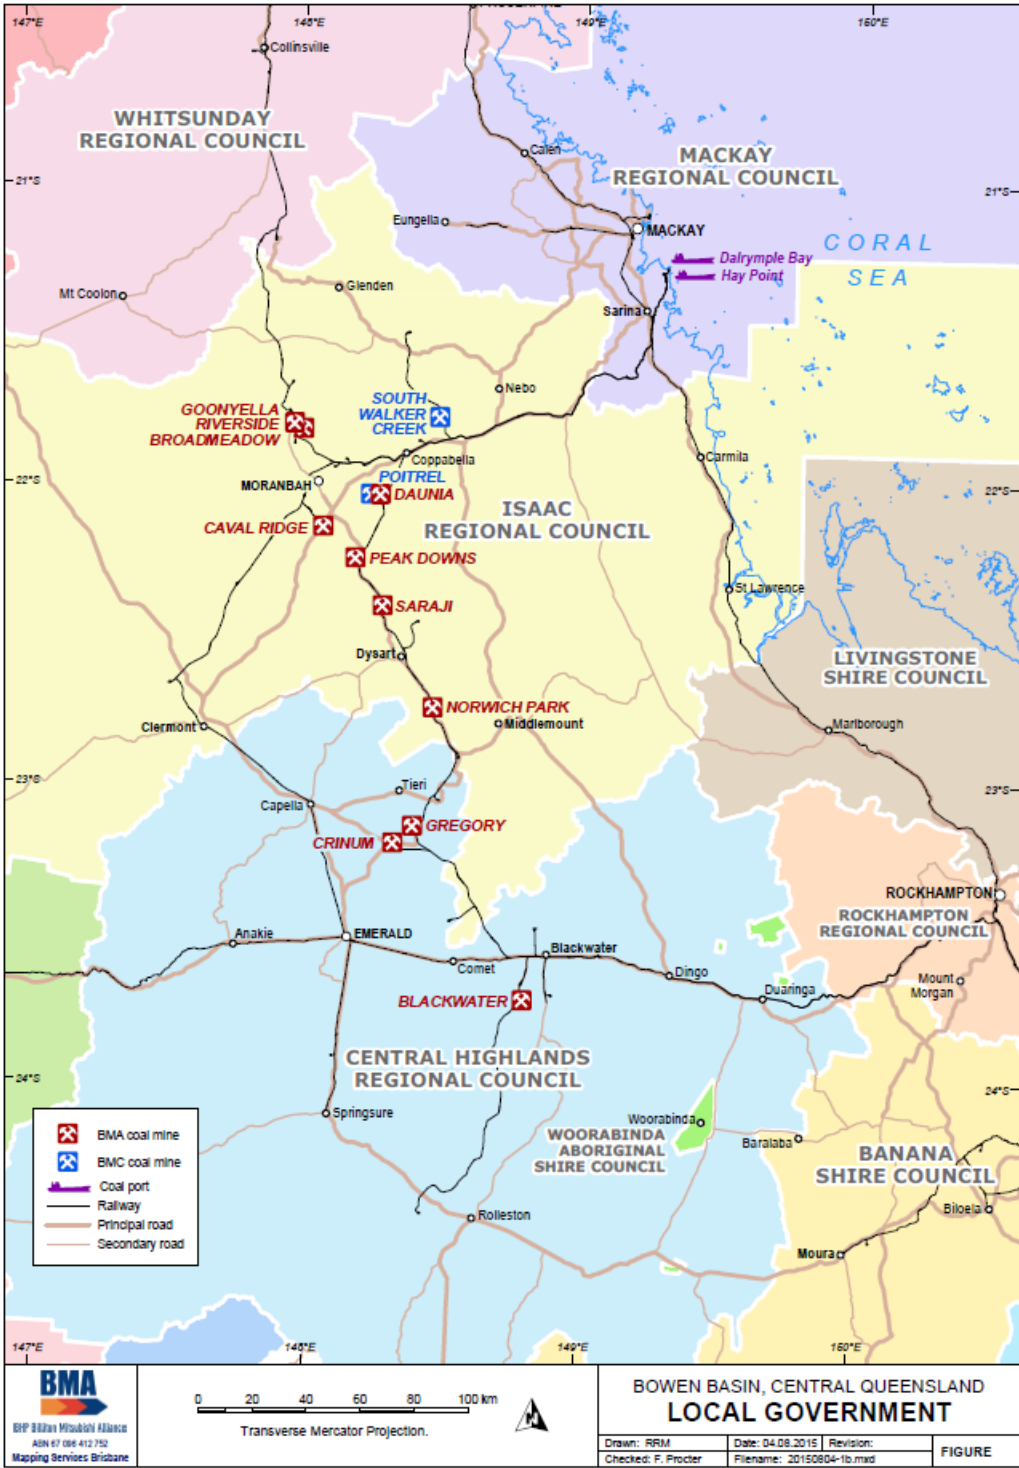 147°E
148°E
149°E
150°E
Collinsville
WHITSUNDAY
REGIONAL COUNCIL
Calen
MACKAY
REGIONAL COUNCIL
21°S
21°S
Eungella
MACKAY
CORAL
SEA
Dalrymple Bay
Hay Point
Mt Coolon
Glenden
Sarina
Nebo
GOONYELLA
RIVERSIDE
BROADMEADOW
SOUTH
WALKER
CREEK
Coppabella
Carmila
22°S
22°S
MORANBAH
POITREL
DAUNIA
ISAAC
REGIONAL COUNCIL
CAVAL RIDGE
PEAK DOWNS
St Lawrence
SARAJI
Dysart
LIVINGSTONE
SHIRE COUNCIL
NORWICH PARK
Middlemount
Clermont
Marlborough
23°S
23°S
Tieri
Capella
GREGORY
CRINUM
ROCKHAMPTON
ROCKHAMPTON
REGIONAL COUNCIL
Anakie
EMERALD
Blackwater
Comet
Dingo
Mount
Morgan
Duaringa
BLACKWATER
CENTRAL HIGHLANDS
REGIONAL COUNCIL
24°S
24°S
Springsure
Woorabinda
WOORABINDA
ABORIGINAL
SHIRE COUNCIL
Baralaba
BANANA
SHIRE COUNCIL
Biloela
Rolleston
Moura
BMA coal mine
BMC coal mine
Coal port
Railway
Principal road
Secondary road
147°E
148°E
149°E
150°E
BMA
BHP Billiton Mitsubishi Alliance
ABN 67 096 412 752
Mapping Services Brisbane
0 20 40 60 80 100 km
Transverse Mercator Projection.
N
BOWEN BASIN, CENTRAL QUEENSLAND
LOCAL GOVERNMENT
Drawn: RRM
Date: 04.08.2015
Revision:
Checked: F. Procter
Filename: 20150804-1b.mxd
FIGURE